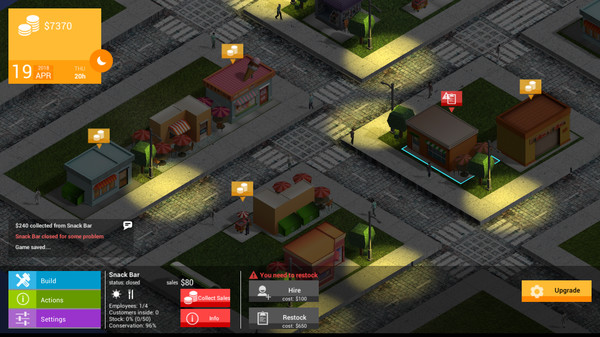 $7370
19
2018
APR
THU
20h
$240 collected from Snack Bar
Snack Bar closed for some problem
Game saved...
Build
Actions
Settings
Snack Bar
status: closed
sales $80
Employees: 1/4
Customers inside: 0
Stock: 0% (0/50)
Conservation: 96%
Collect Sales
Info
You need to restock
Hire
cost: $100
Restock
cost: $650
Upgrade